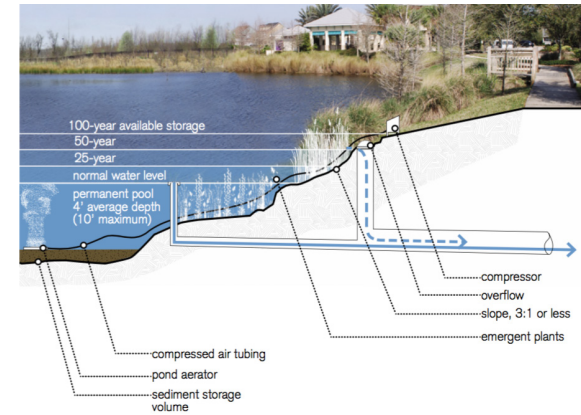 100-year available storage
50-year
25-year
normal water level
permanent pool
4' average depth
(10' maximum)
compressor
overflow
slope, 3:1 or less
emergent plants
compressed air tubing
pond aerator
sediment storage
volume